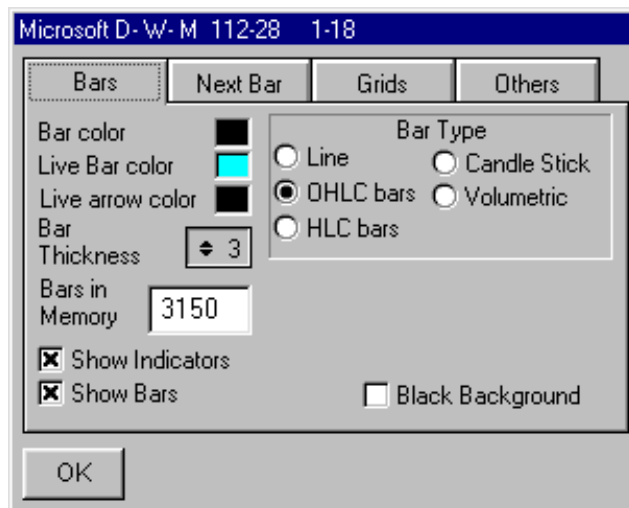 Microsoft D- W- M 112-28 1-18
Bars Next Bar Grids Others
Bar color
Live Bar color
Live arrow color
Bar
Thickness
3
Bars in
Memory
3150
Show Indicators
Show Bars
Bar Type
Line
Candle Stick
OHLC bars
Volumetric
HLC bars
Black Background
OK